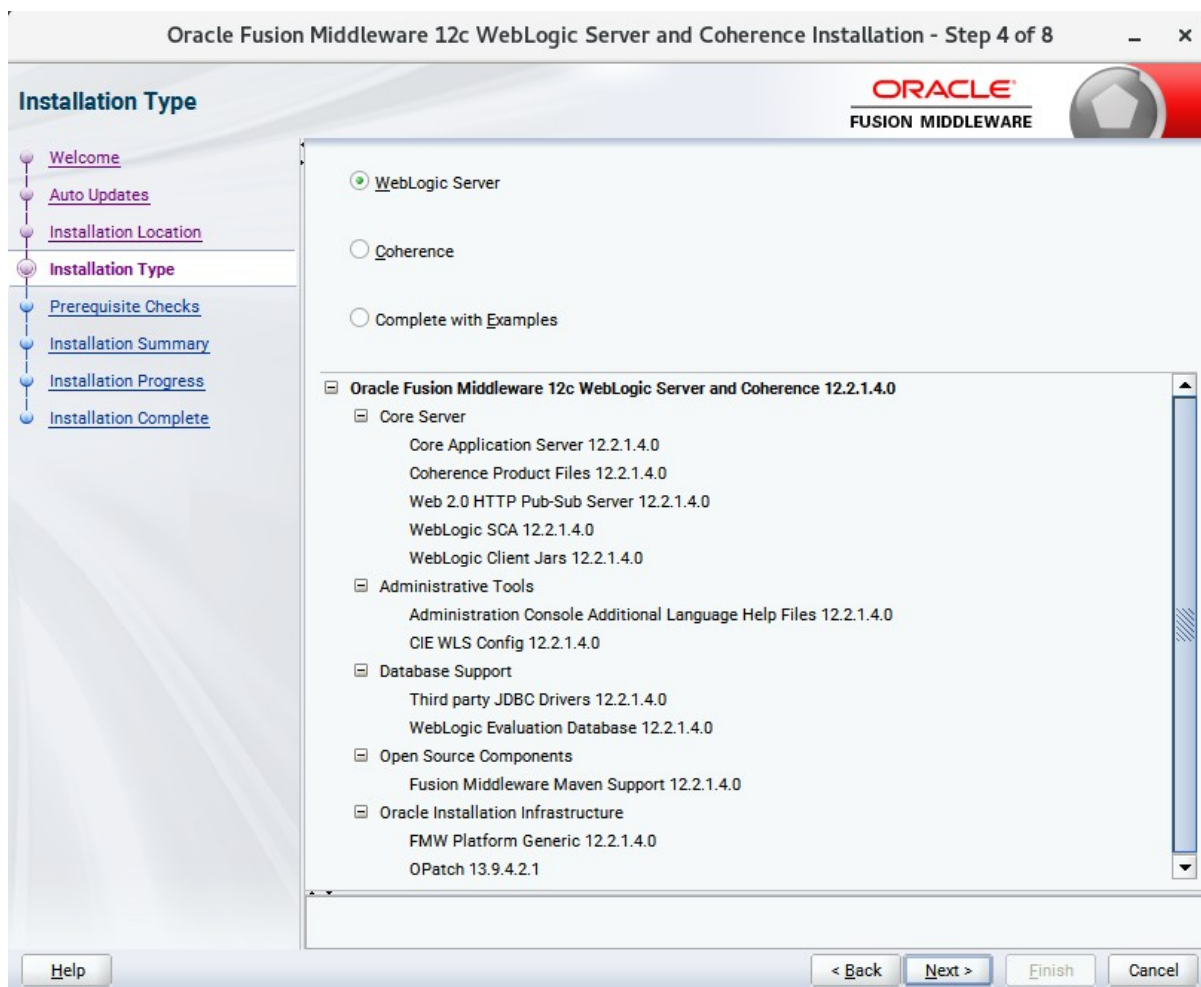 Oracle Fusion Middleware 12c WebLogic Server and Coherence Installation - Step 4 of 8
Installation Type
ORACLE
FUSION MIDDLEWARE
Welcome
Auto Updates
Installation Location
Installation Type
Prerequisite Checks
Installation Summary
Installation Progress
Installation Complete
WebLogic Server
Coherence
Complete with Examples
Oracle Fusion Middleware 12c WebLogic Server and Coherence 12.2.1.4.0
Core Server
Core Application Server 12.2.1.4.0
Coherence Product Files 12.2.1.4.0
Web 2.0 HTTP Pub-Sub Server 12.2.1.4.0
WebLogic SCA 12.2.1.4.0
WebLogic Client Jars 12.2.1.4.0
Administrative Tools
Administration Console Additional Language Help Files 12.2.1.4.0
CIE WLS Config 12.2.1.4.0
Database Support
Third party JDBC Drivers 12.2.1.4.0
WebLogic Evaluation Database 12.2.1.4.0
Open Source Components
Fusion Middleware Maven Support 12.2.1.4.0
Oracle Installation Infrastructure
FMW Platform Generic 12.2.1.4.0
OPatch 13.9.4.2.1
Help
< Back
Next >
Finish
Cancel